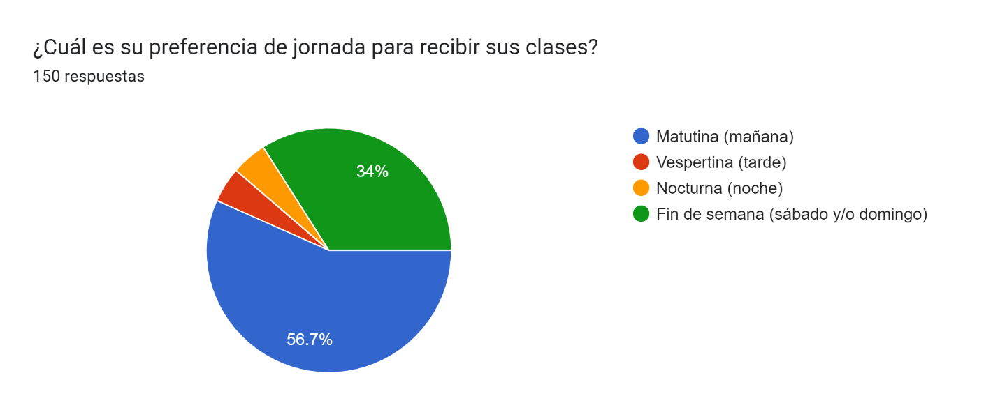 ¿Cuál es su preferencia de jornada para recibir sus clases?
150 respuestas
34%
56.7%
Matutina (mañana)
Vespertina (tarde)
Nocturna (noche)
Fin de semana (sábado y/o domingo)